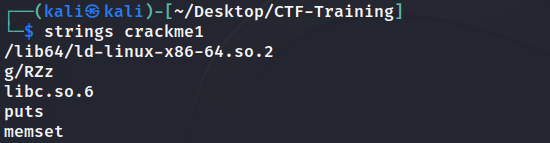 ┌──(kali㉿kali)-[~/Desktop/CTF-Training]
└─$ strings crackme1
/lib64/ld-linux-x86-64.so.2
g/RZz
libc.so.6
puts
memset